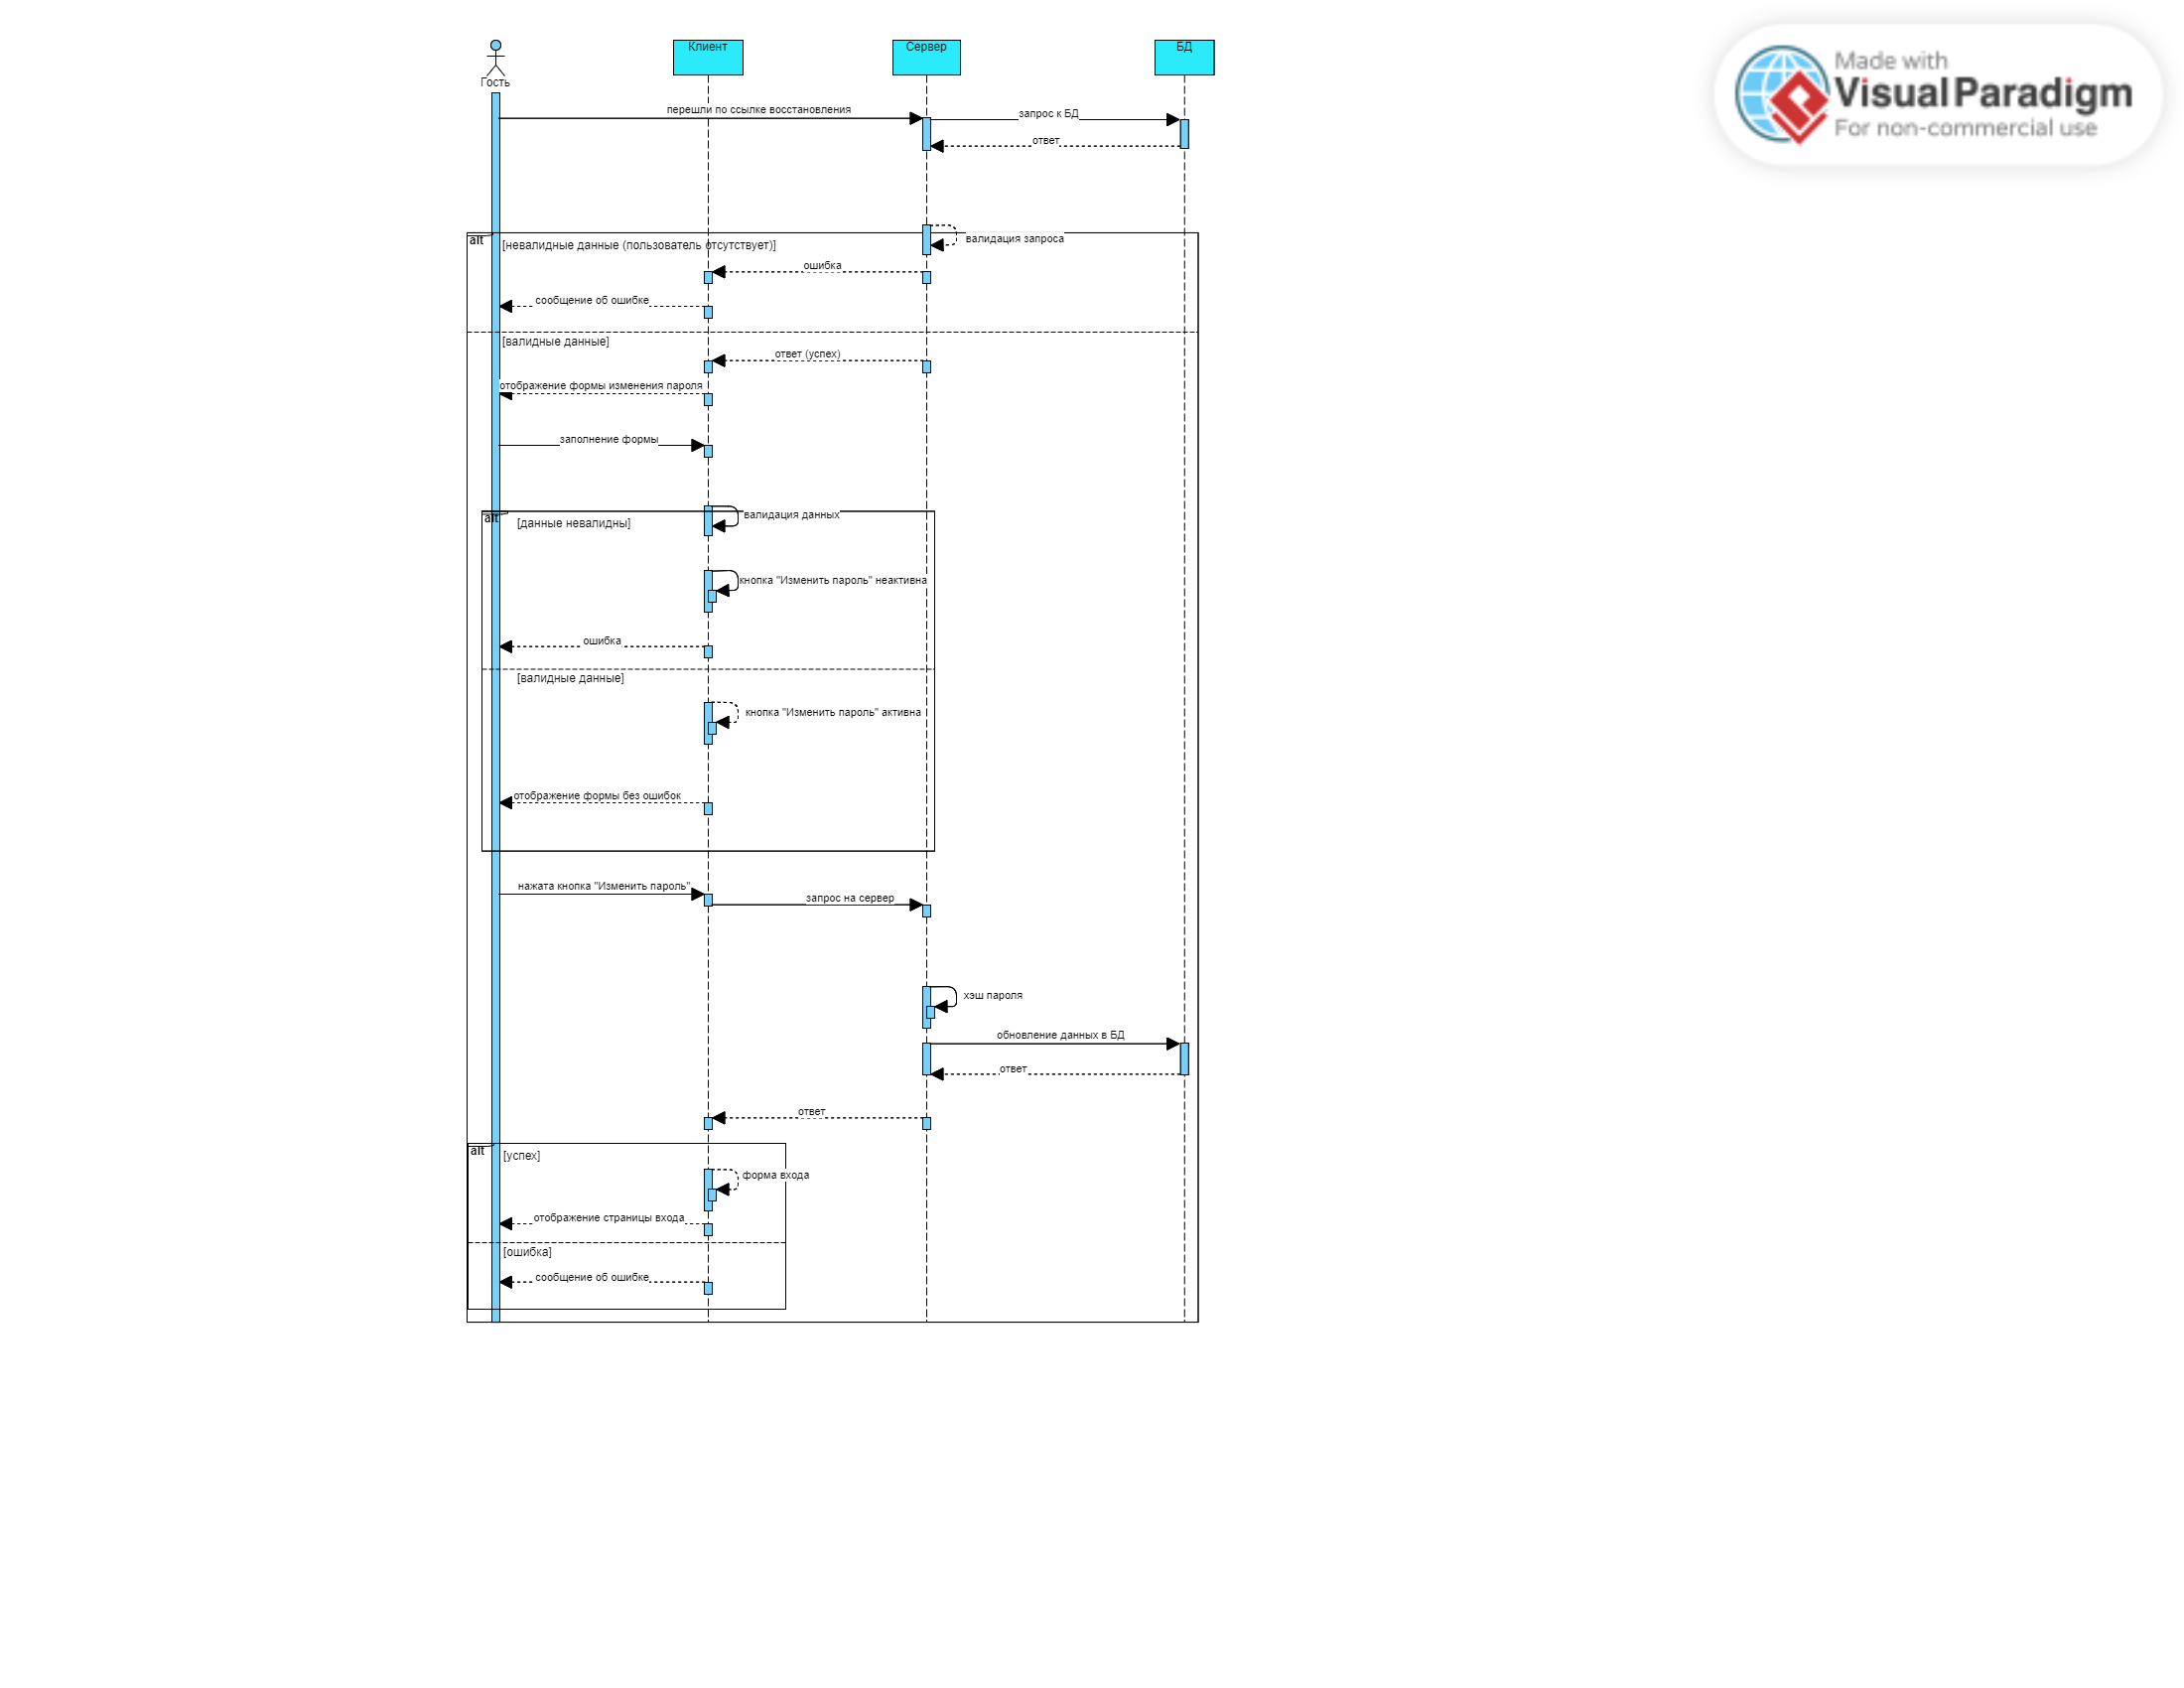 Гость
Клиент
Сервер
БД
Made with
Visual Paradigm
For non-commercial use
перешли по ссылке восстановления
запрос к БД
ответ
alt
[невалидные данные (пользователь отсутствует)]
валидация запроса
ошибка
сообщение об ошибке
[валидные данные]
ответ (успех)
отображение формы изменения пароля
заполнение формы
alt
[данные невалидны]
валидация данных
кнопка "Изменить пароль" неактивна
ошибка
[валидные данные]
кнопка "Изменить пароль" активна
отображение формы без ошибок
нажата кнопка "Изменить пароль"
запрос на сервер
хэш пароля
обновление данных в БД
ответ
ответ
alt
[успех]
форма входа
отображение страницы входа
[ошибка]
сообщение об ошибке